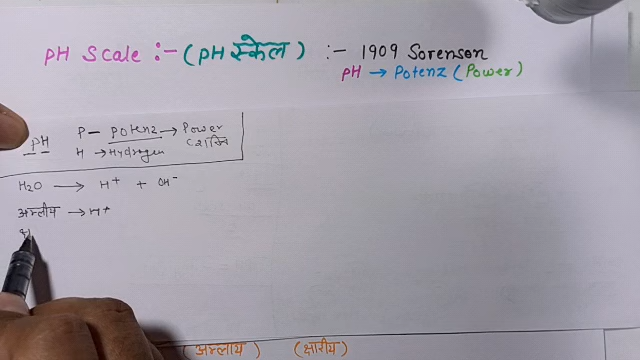 pH Scale :- (pH स्केल) :- 1909 Sorenson
pH → Potenz (Power)
pH P - Potenz → Power
H → Hydrogen (शक्ति)
H2O → H+ + OH-
अम्लीय → H+
(अम्लीय) (क्षारीय)